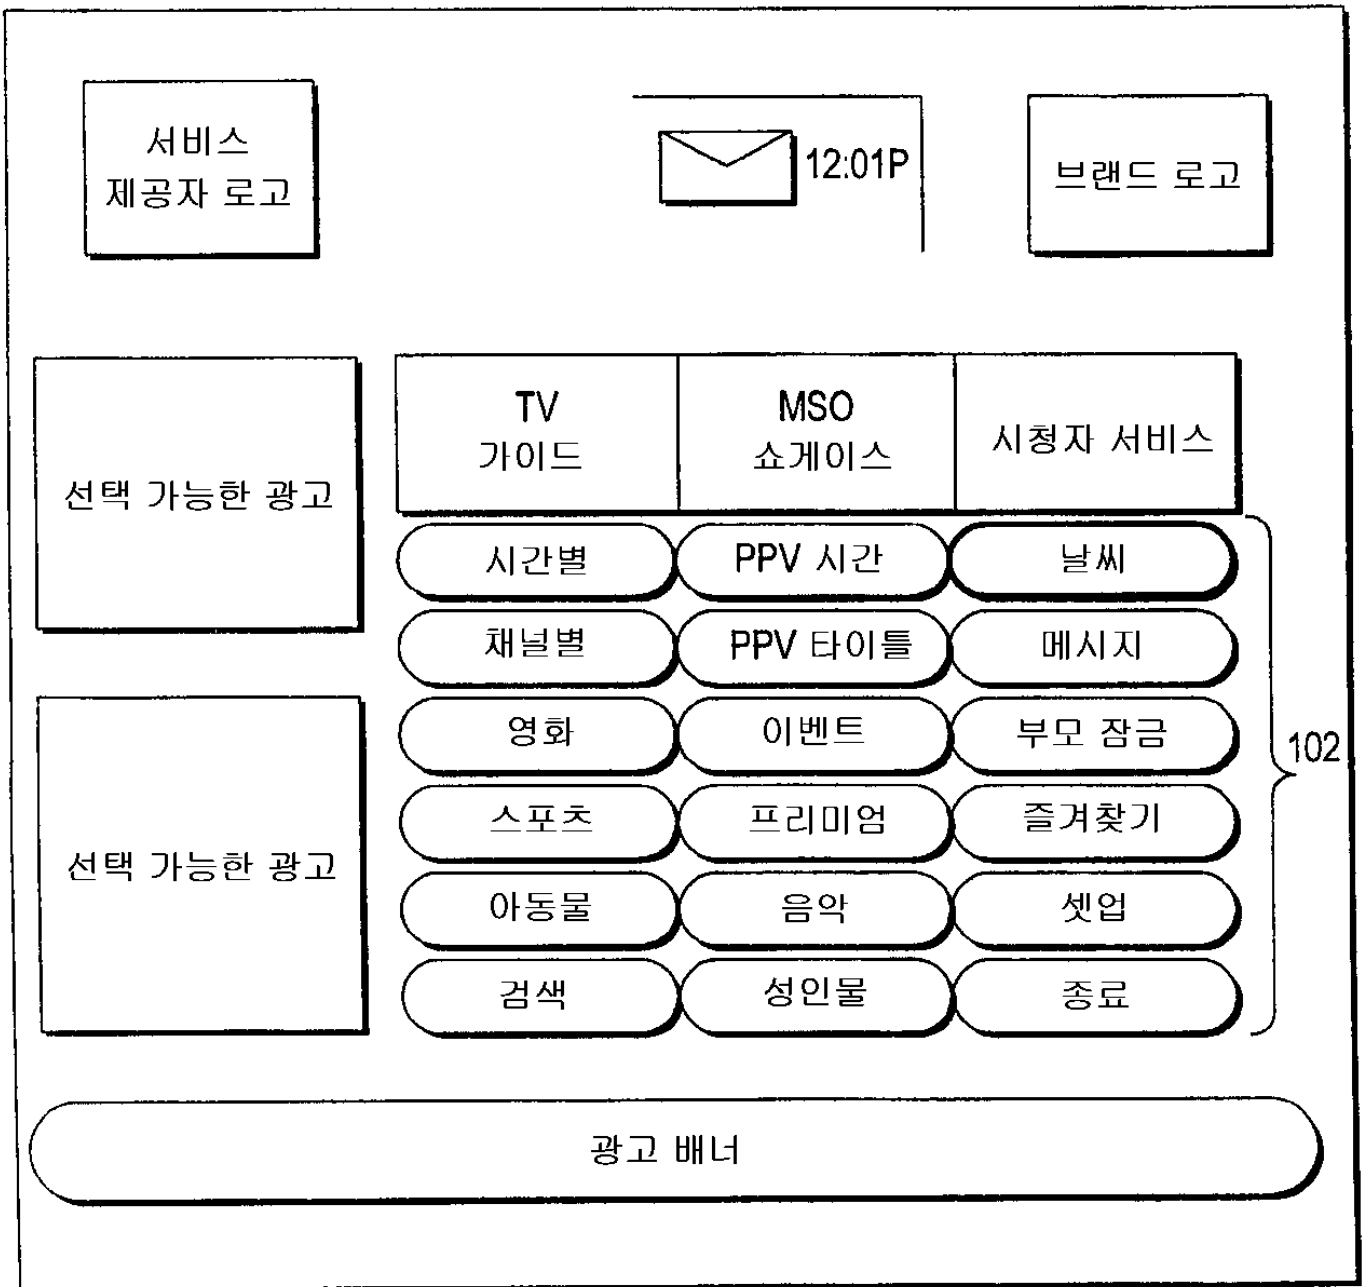 서비스
제공자 로고
12:01P
브랜드 로고
선택 가능한 광고
선택 가능한 광고
TV
가이드
MSO
쇼게이스
시청자 서비스
시간별
PPV 시간
날씨
채널별
PPV 타이틀
메시지
영화
이벤트
부모 잠금
스포츠
프리미엄
즐겨찾기
아동물
음악
셋업
검색
성인물
종료
102
광고 배너